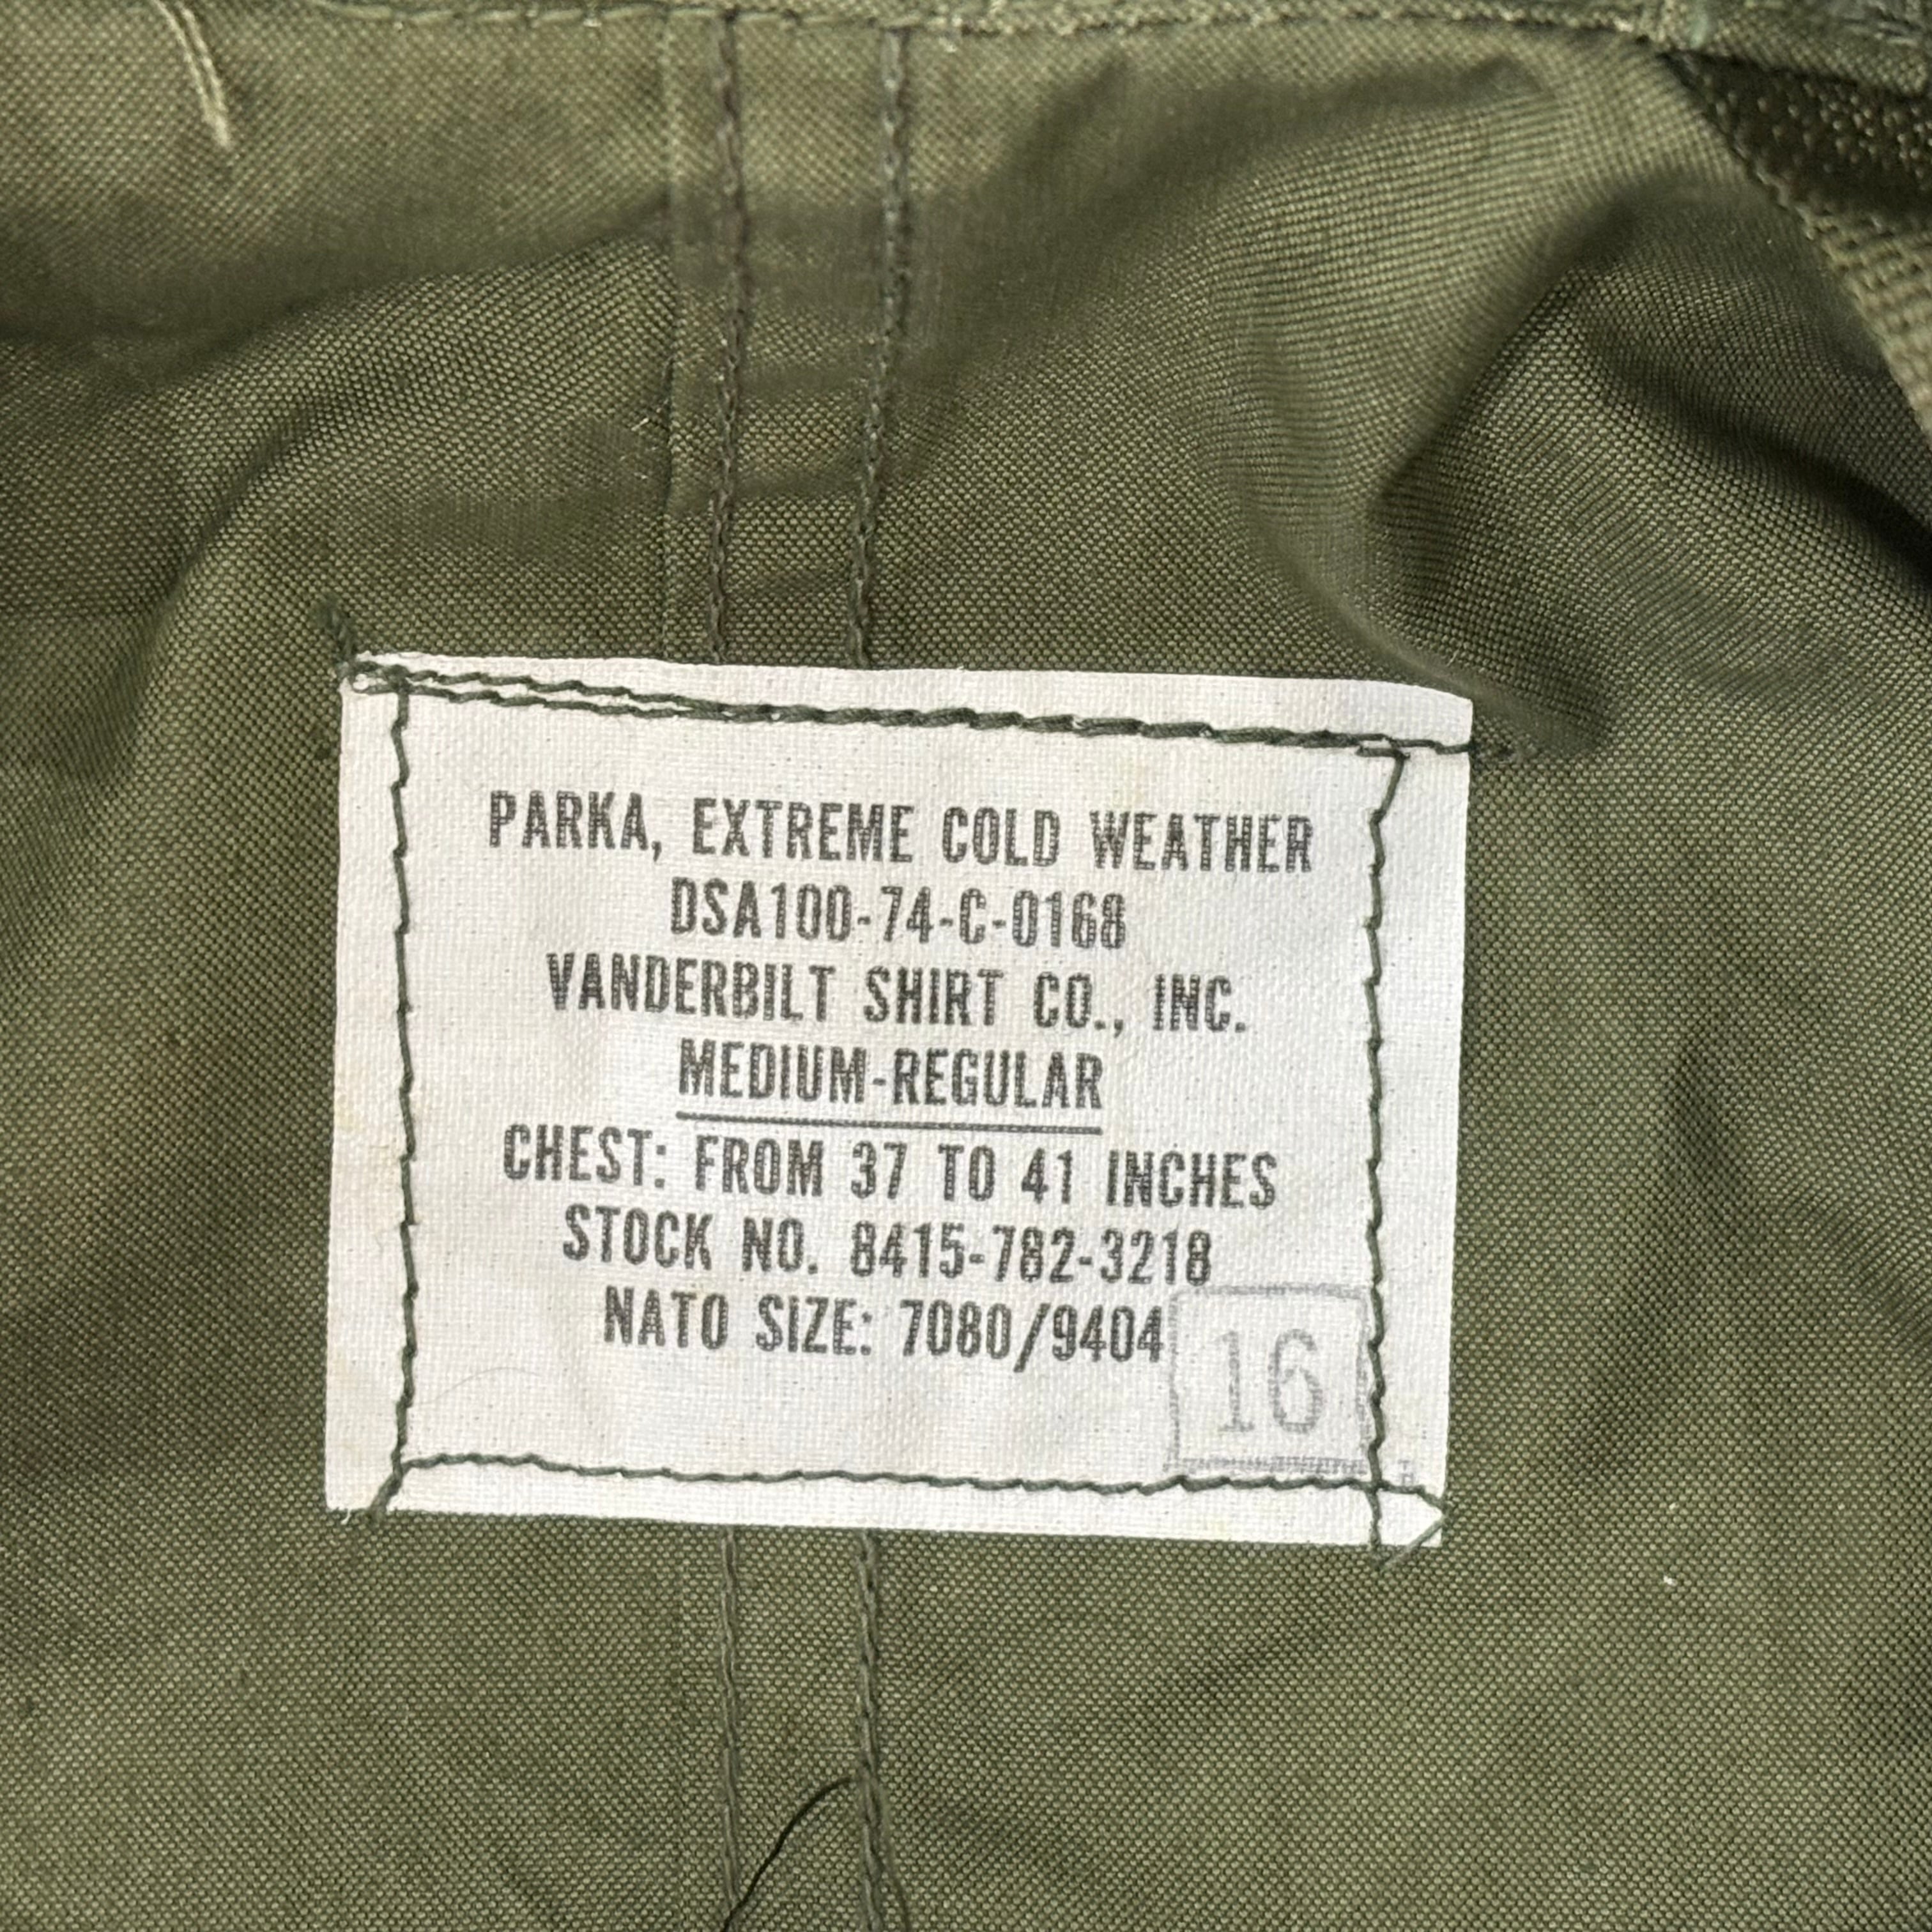 PARKA, EXTREME COLD WEATHER
DSA100-74-C-0168
VANDERBILT SHIRT CO., INC.
MEDIUM-REGULAR
CHEST: FROM 37 TO 41 INCHES
STOCK NO. 8415-782-3218
NATO SIZE: 7080/9404
16